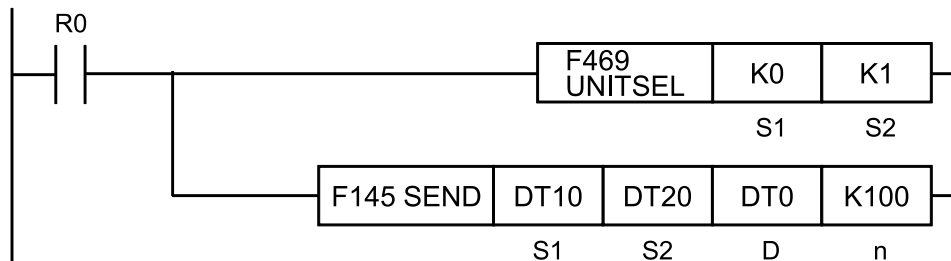 R0
F469
UNITSEL
K0
K1
S1
S2
F145 SEND
DT10
DT20
DT0
K100
S1
S2
D
n